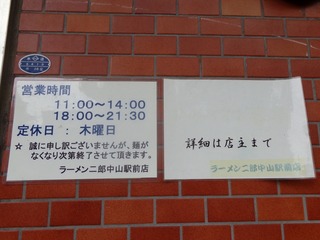 営業時間
11:00～14:00
18:00～21:30
定休日 : 木曜日
☆ 誠に申し訳ございませんが、麺が
なくなり次第終了させて頂きます。
ラーメン二郎中山駅前店
詳細は店主まで
ラーメン二郎中山駅前店